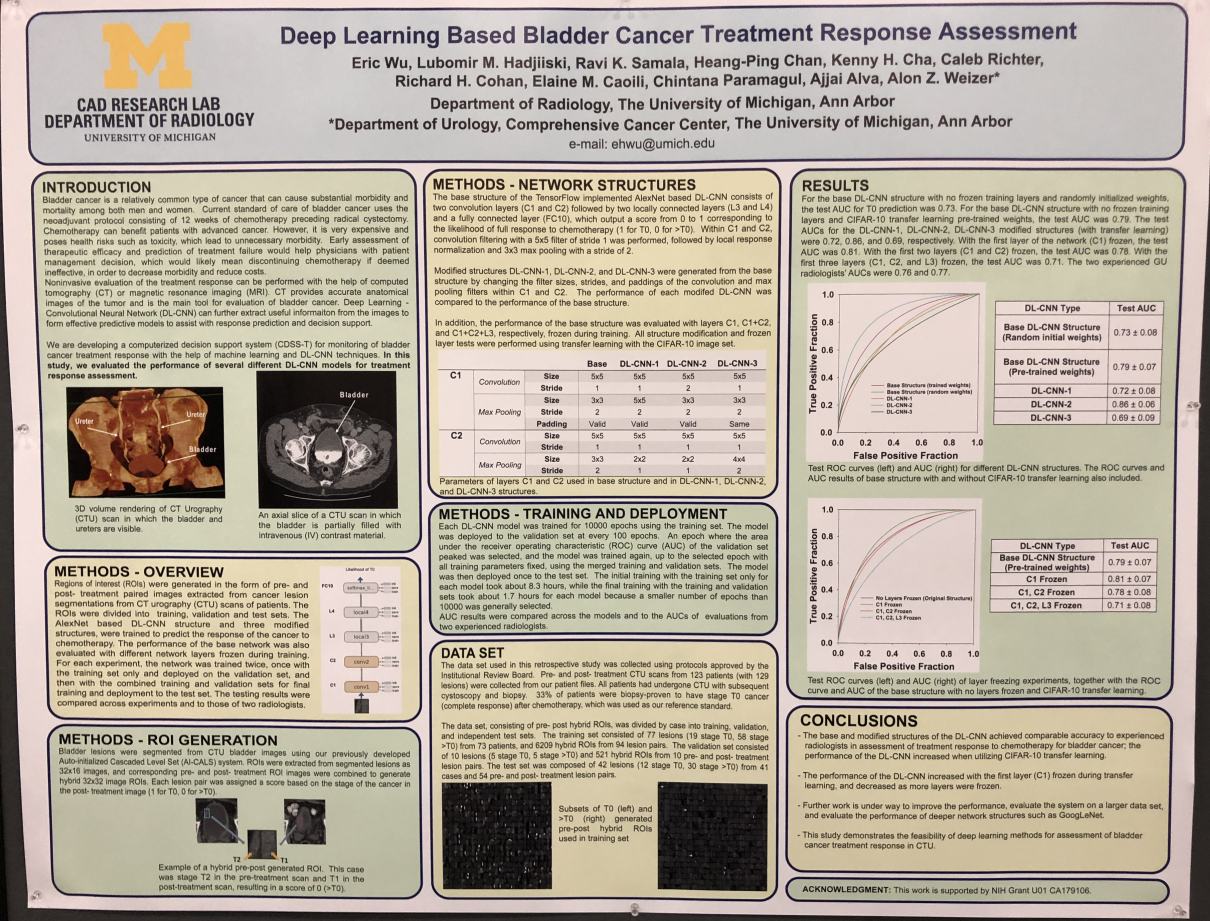 Deep Learning Based Bladder Cancer Treatment Response Assessment
Eric Wu, Lubomir M. Hadjiiski, Ravi K. Samala, Heang-Ping Chan, Kenny H. Cha, Caleb Richter,
Richard H. Cohan, Elaine M. Caoili, Chintana Paramagul, Ajjai Alva, Alon Z. Weizer*
Department of Radiology, The University of Michigan, Ann Arbor
*Department of Urology, Comprehensive Cancer Center, The University of Michigan, Ann Arbor
e-mail: ehwu@umich.edu
M
CAD RESEARCH LAB
DEPARTMENT OF RADIOLOGY
UNIVERSITY OF MICHIGAN
INTRODUCTION
Bladder cancer is a relatively common type of cancer that can cause substantial morbidity and
mortality among both men and women. Current standard of care of bladder cancer uses the
neoadjuvant protocol consisting of 12 weeks of chemotherapy preceding radical cystectomy.
Chemotherapy can benefit patients with advanced cancer. However, it is very expensive and
poses health risks such as toxicity, which lead to unnecessary morbidity. Early assessment of
therapeutic efficacy and prediction of treatment failure would help physicians with patient
management decision, which would likely mean discontinuing chemotherapy if deemed
ineffective, in order to decrease morbidity and reduce costs.
Noninvasive evaluation of the treatment response can be performed with the help of computed
tomography (CT) or magnetic resonance imaging (MRI). CT provides accurate anatomical
images of the tumor and is the main tool for evaluation of bladder cancer. Deep Learning -
Convolutional Neural Network (DL-CNN) can further extract useful informaiton from the images to
form effective predictive models to assist with response prediction and decision support.
We are developing a computerized decision support system (CDSS-T) for monitoring of bladder
cancer treatment response with the help of machine learning and DL-CNN techniques. In this
study, we evaluated the performance of several different DL-CNN models for treatment
response assessment.
Ureter
Ureter
Bladder
Bladder
3D volume rendering of CT Urography
(CTU) scan in which the bladder and
ureters are visible.
An axial slice of a CTU scan in which
the bladder is partially filled with
intravenous (IV) contrast material.
METHODS - OVERVIEW
Regions of interest (ROIs) were generated in the form of pre- and
post- treatment paired images extracted from cancer lesion
segmentations from CT urography (CTU) scans of patients. The
ROIs were divided into training, validation and test sets. The
AlexNet based DL-CNN structure and three modified
structures, were trained to predict the response of the cancer to
chemotherapy. The performance of the base network was also
evaluated with different network layers frozen during training.
For each experiment, the network was trained twice, once with
the training set only and deployed on the validation set, and
then with the combined training and validation sets for final
training and deployment to the test set. The testing results were
compared across experiments and to those of two radiologists.
Likelihood of T0
FC10
L4
local4
L3
local3
C2
conv2
C1
conv1
METHODS - ROI GENERATION
Bladder lesions were segmented from CTU bladder images using our previously developed
Auto-initialized Cascaded Level Set (AI-CALS) system. ROIs were extracted from segmented lesions as
32x16 images, and corresponding pre- and post- treatment ROI images were combined to generate
hybrid 32x32 image ROIs. Each lesion pair was assigned a score based on the stage of the cancer in
the post- treatment image (1 for T0, 0 for >T0).
T2
T1
Example of a hybrid pre-post generated ROI. This case
was stage T2 in the pre-treatment scan and T1 in the
post-treatment scan, resulting in a score of 0 (>T0).
METHODS - NETWORK STRUCTURES
The base structure of the TensorFlow implemented AlexNet based DL-CNN consists of
two convolution layers (C1 and C2) followed by two locally connected layers (L3 and L4)
and a fully connected layer (FC10), which output a score from 0 to 1 corresponding to
the likelihood of full response to chemotherapy (1 for T0, 0 for >T0). Within C1 and C2,
convolution filtering with a 5x5 filter of stride 1 was performed, followed by local response
normalization and 3x3 max pooling with a stride of 2.
Modified structures DL-CNN-1, DL-CNN-2, and DL-CNN-3 were generated from the base
structure by changing the filter sizes, strides, and paddings of the convolution and max
pooling filters within C1 and C2. The performance of each modifed DL-CNN was
compared to the performance of the base structure.
In addition, the performance of the base structure was evaluated with layers C1, C1+C2,
and C1+C2+L3, respectively, frozen during training. All structure modification and frozen
layer tests were performed using transfer learning with the CIFAR-10 image set.
Base DL-CNN-1 DL-CNN-2 DL-CNN-3
C1 Convolution Size 5x5 5x5 5x5 5x5
Stride 1 1 2 1
Max Pooling Size 3x3 5x5 3x3 3x3
Stride 2 2 2 2
Padding Valid Valid Valid Same
C2 Convolution Size 5x5 5x5 5x5 5x5
Stride 1 1 1 1
Max Pooling Size 3x3 2x2 2x2 4x4
Stride 2 1 1 2
Parameters of layers C1 and C2 used in base structure and in DL-CNN-1, DL-CNN-2,
and DL-CNN-3 structures.
METHODS - TRAINING AND DEPLOYMENT
Each DL-CNN model was trained for 10000 epochs using the training set. The model
was deployed to the validation set at every 100 epochs. An epoch where the area
under the receiver operating characteristic (ROC) curve (AUC) of the validation set
peaked was selected, and the model was trained again, up to the selected epoch with
all training parameters fixed, using the merged training and validation sets. The model
was then deployed once to the test set. The initial training with the training set only for
each model took about 8.3 hours, while the final training with the training and validation
sets took about 1.7 hours for each model because a smaller number of epochs than
10000 was generally selected.
AUC results were compared across the models and to the AUCs of evaluations from
two experienced radiologists.
DATA SET
The data set used in this retrospective study was collected using protocols approved by the
Institutional Review Board. Pre- and post- treatment CTU scans from 123 patients (with 129
lesions) were collected from our patient files. All patients had undergone CTU with subsequent
cystoscopy and biopsy. 33% of patients were biopsy-proven to have stage T0 cancer
(complete response) after chemotherapy, which was used as our reference standard.
The data set, consisting of pre- post hybrid ROIs, was divided by case into training, validation,
and independent test sets. The training set consisted of 77 lesions (19 stage T0, 58 stage
>T0) from 73 patients, and 6209 hybrid ROIs from 94 lesion pairs. The validation set consisted
of 10 lesions (5 stage T0, 5 stage >T0) and 521 hybrid ROIs from 10 pre- and post- treatment
lesion pairs. The test set was composed of 42 lesions (12 stage T0, 30 stage >T0) from 41
cases and 54 pre- and post- treatment lesion pairs.
Subsets of T0 (left) and
>T0 (right) generated
pre-post hybrid ROIs
used in training set
RESULTS
For the base DL-CNN structure with no frozen training layers and randomly initialized weights,
the test AUC for T0 prediction was 0.73. For the base DL-CNN structure with no frozen training
layers and CIFAR-10 transfer learning pre-trained weights, the test AUC was 0.79. The test
AUCs for the DL-CNN-1, DL-CNN-2, DL-CNN-3 modified structures (with transfer learning)
were 0.72, 0.86, and 0.69, respectively. With the first layer of the network (C1) frozen, the test
AUC was 0.81. With the first two layers (C1 and C2) frozen, the test AUC was 0.78. With the
first three layers (C1, C2, and L3) frozen, the test AUC was 0.71. The two experienced GU
radiologists' AUCs were 0.76 and 0.77.
True Positive Fraction
1.0
0.8
0.6
0.4
0.2
0.0
Base Structure (trained weights)
Base Structure (random weights)
DL-CNN-1
DL-CNN-2
DL-CNN-3
0.0 0.2 0.4 0.6 0.8 1.0
False Positive Fraction
DL-CNN Type Test AUC
Base DL-CNN Structure
(Random initial weights) 0.73 ± 0.08
Base DL-CNN Structure
(Pre-trained weights) 0.79 ± 0.07
DL-CNN-1 0.72 ± 0.08
DL-CNN-2 0.86 ± 0.06
DL-CNN-3 0.69 ± 0.09
Test ROC curves (left) and AUC (right) for different DL-CNN structures. The ROC curves and
AUC results of base structure with and without CIFAR-10 transfer learning also included.
True Positive Fraction
1.0
0.8
0.6
0.4
0.2
0.0
No Layers Frozen (Original Structure)
C1 Frozen
C1, C2 Frozen
C1, C2, L3 Frozen
0.0 0.2 0.4 0.6 0.8 1.0
False Positive Fraction
DL-CNN Type Test AUC
Base DL-CNN Structure
(Pre-trained weights) 0.79 ± 0.07
C1 Frozen 0.81 ± 0.07
C1, C2 Frozen 0.78 ± 0.08
C1, C2, L3 Frozen 0.71 ± 0.08
Test ROC curves (left) and AUC (right) of layer freezing experiments, together with the ROC
curve and AUC of the base structure with no layers frozen and CIFAR-10 transfer learning.
CONCLUSIONS
- The base and modified structures of the DL-CNN achieved comparable accuracy to experienced
radiologists in assessment of treatment response to chemotherapy for bladder cancer; the
performance of the DL-CNN increased when utilizing CIFAR-10 transfer learning.
- The performance of the DL-CNN increased with the first layer (C1) frozen during transfer
learning, and decreased as more layers were frozen.
- Further work is under way to improve the performance, evaluate the system on a larger data set,
and evaluate the performance of deeper network structures such as GoogLeNet.
- This study demonstrates the feasibility of deep learning methods for assessment of bladder
cancer treatment response in CTU.
ACKNOWLEDGMENT: This work is supported by NIH Grant U01 CA179106.